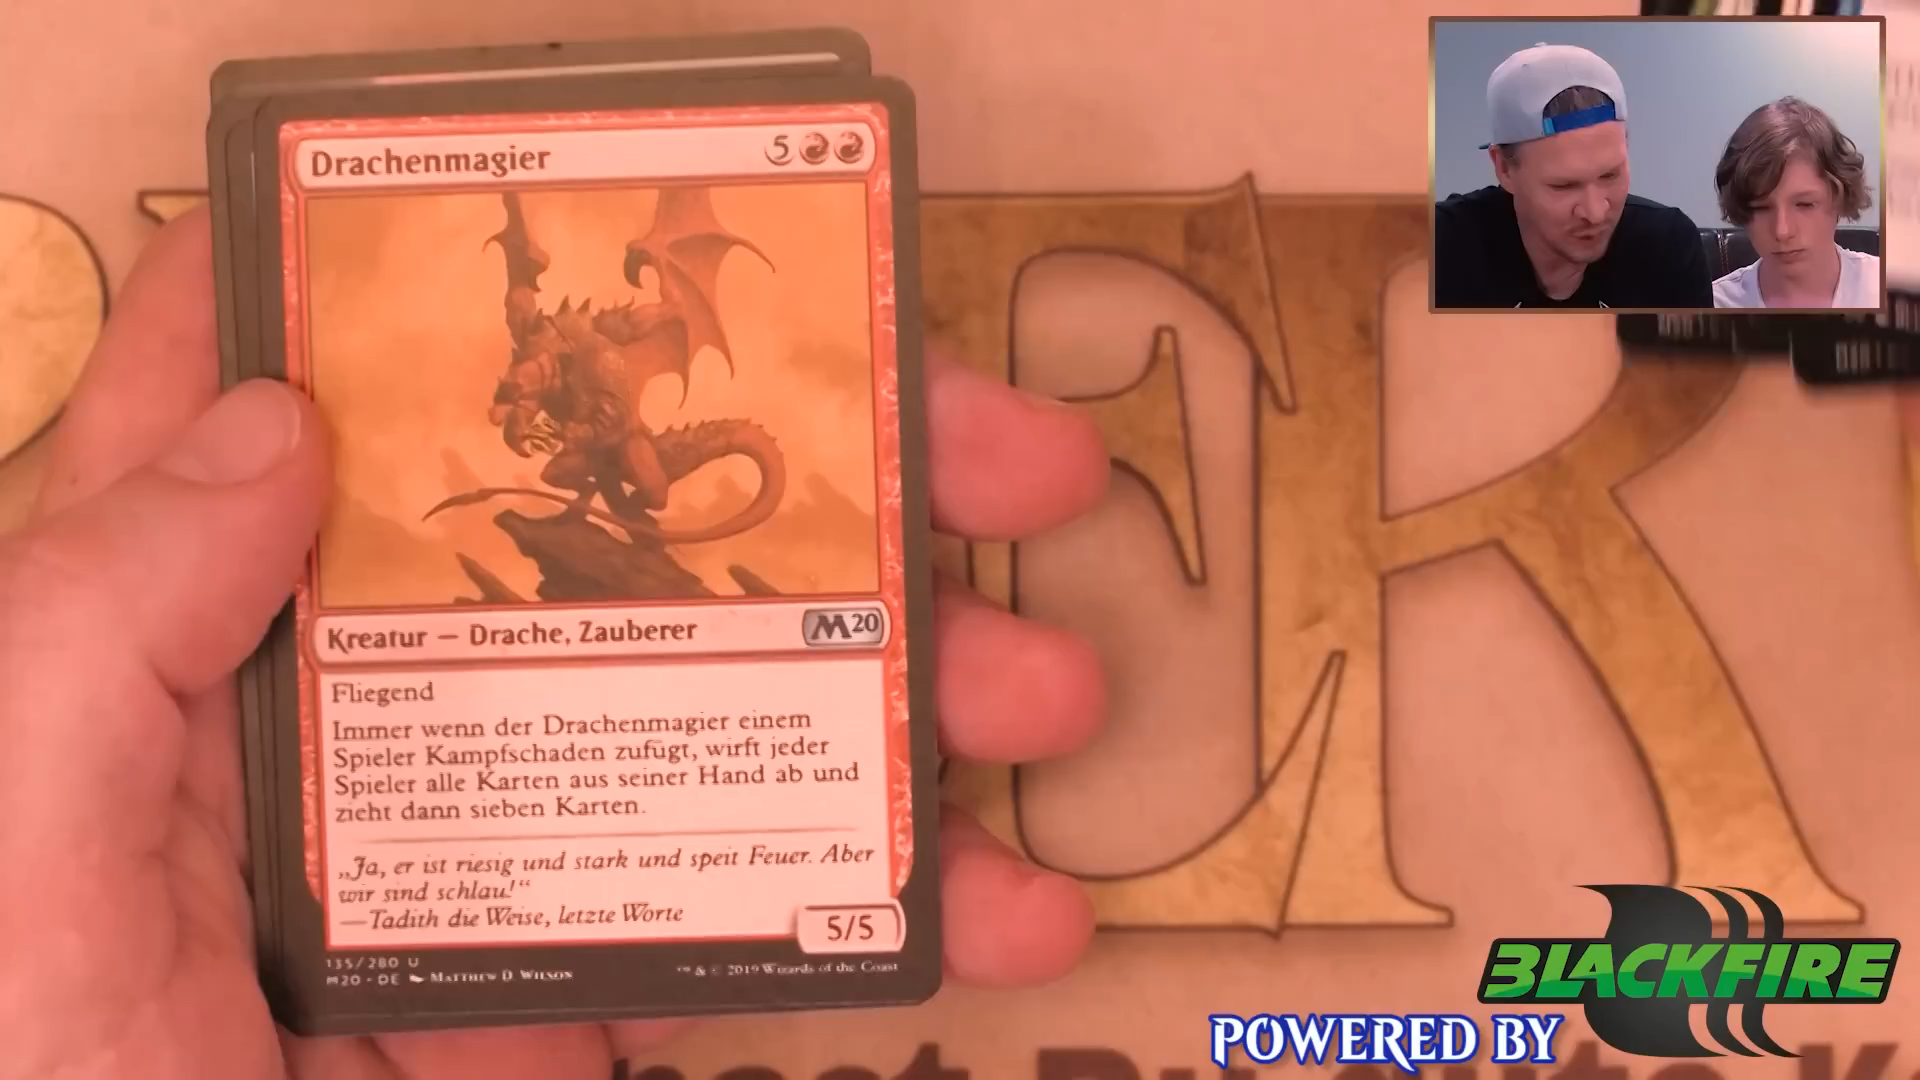 Drachenmagier 5
Kreatur — Drache, Zauberer M20
Fliegend
Immer wenn der Drachenmagier einem
Spieler Kampfschaden zufügt, wirft jeder
Spieler alle Karten aus seiner Hand ab und
zieht dann sieben Karten.
„Ja, er ist riesig und stark und speit Feuer. Aber
wir sind schlau!“
—Tadith die Weise, letzte Worte
5/5
135/280 U
M20 • DE Matthew D. Wilson
™ & © 2019 Wizards of the Coast
ER
BLACKFIRE
POWERED BY